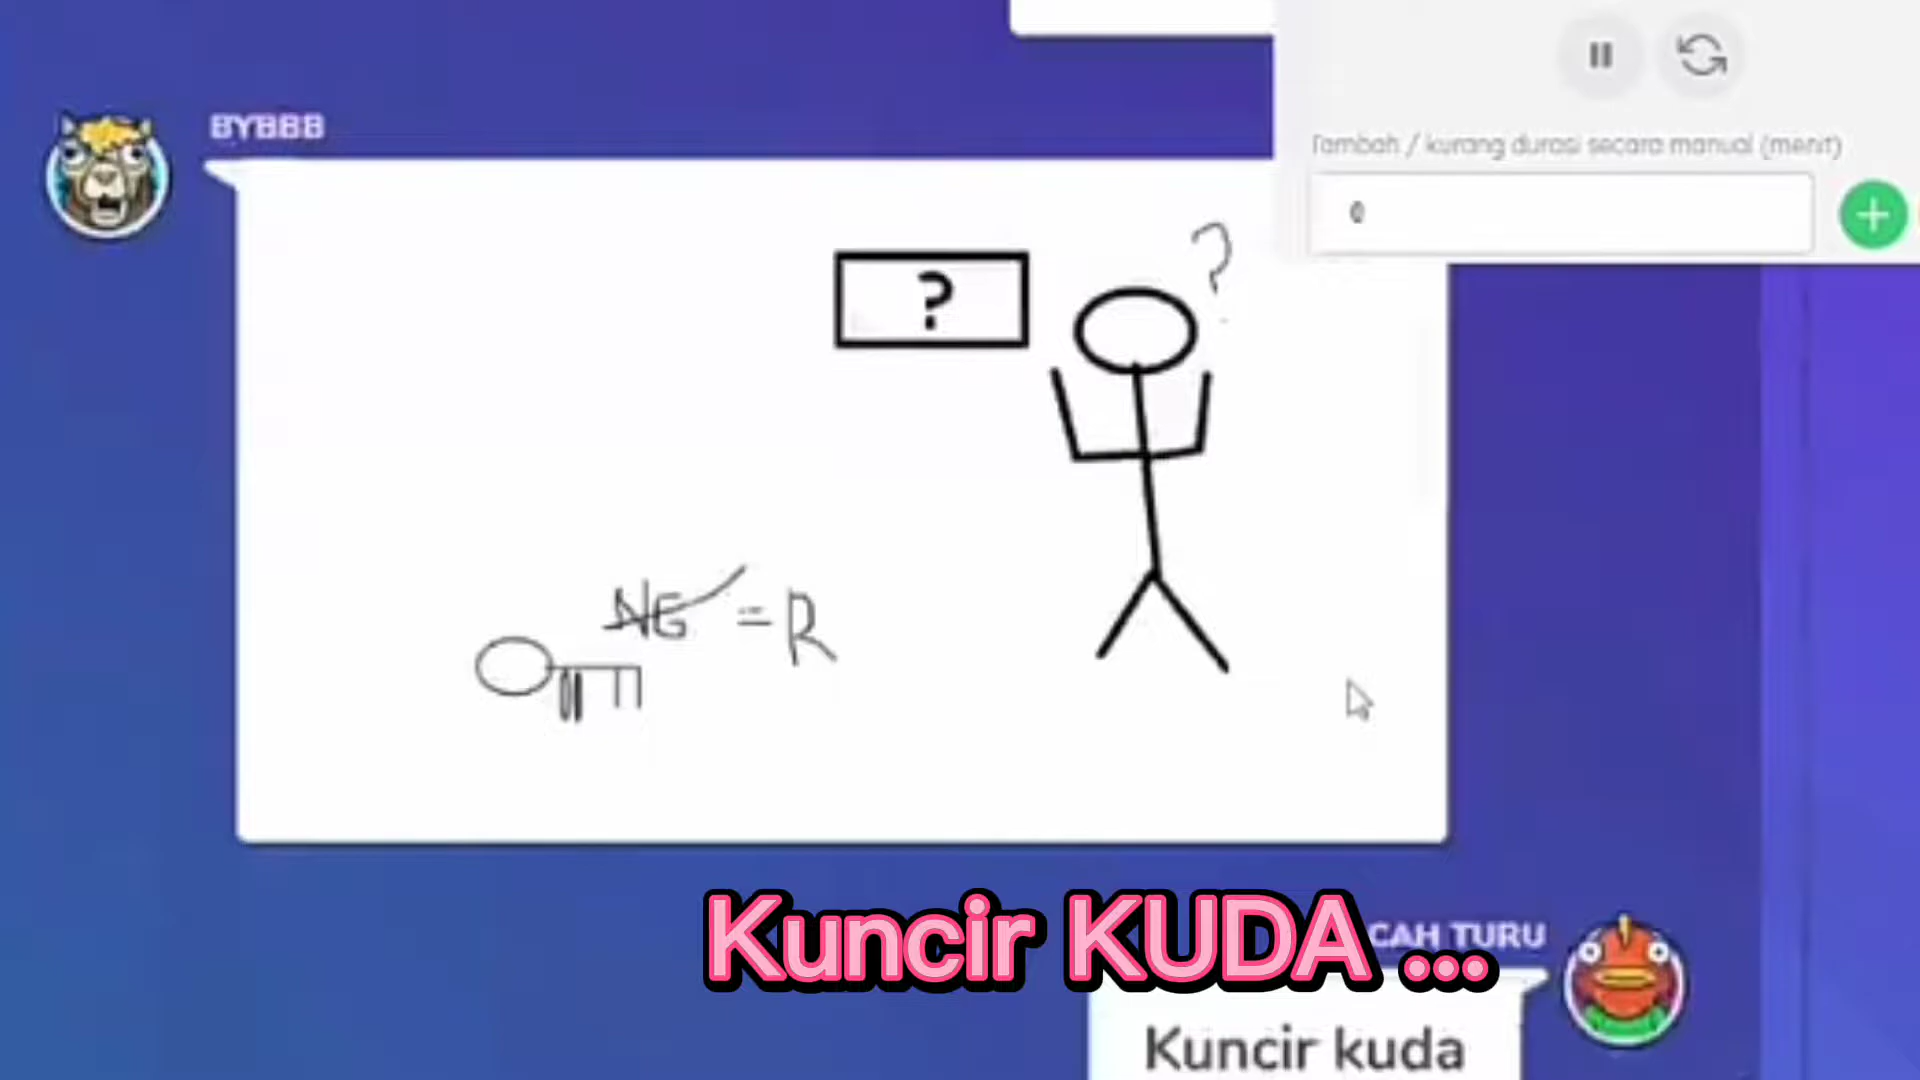 BYBBB
Tambah / kurang durasi secara manual (menit)
0
?
?
NG = R
Kuncir KUDA ...
CAH TURU
Kuncir kuda